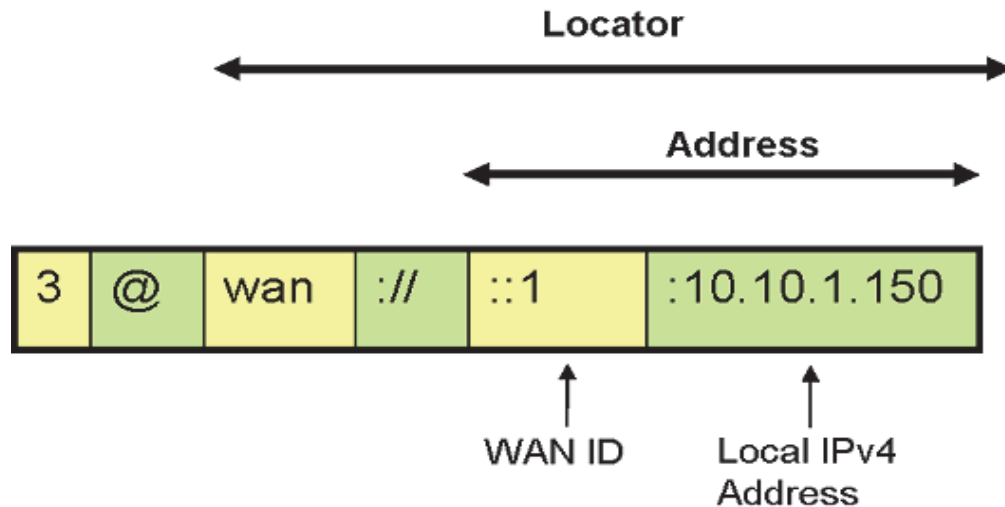 Locator
Address
3 @ wan :// ::1 :10.10.1.150
WAN ID
Local IPv4
Address